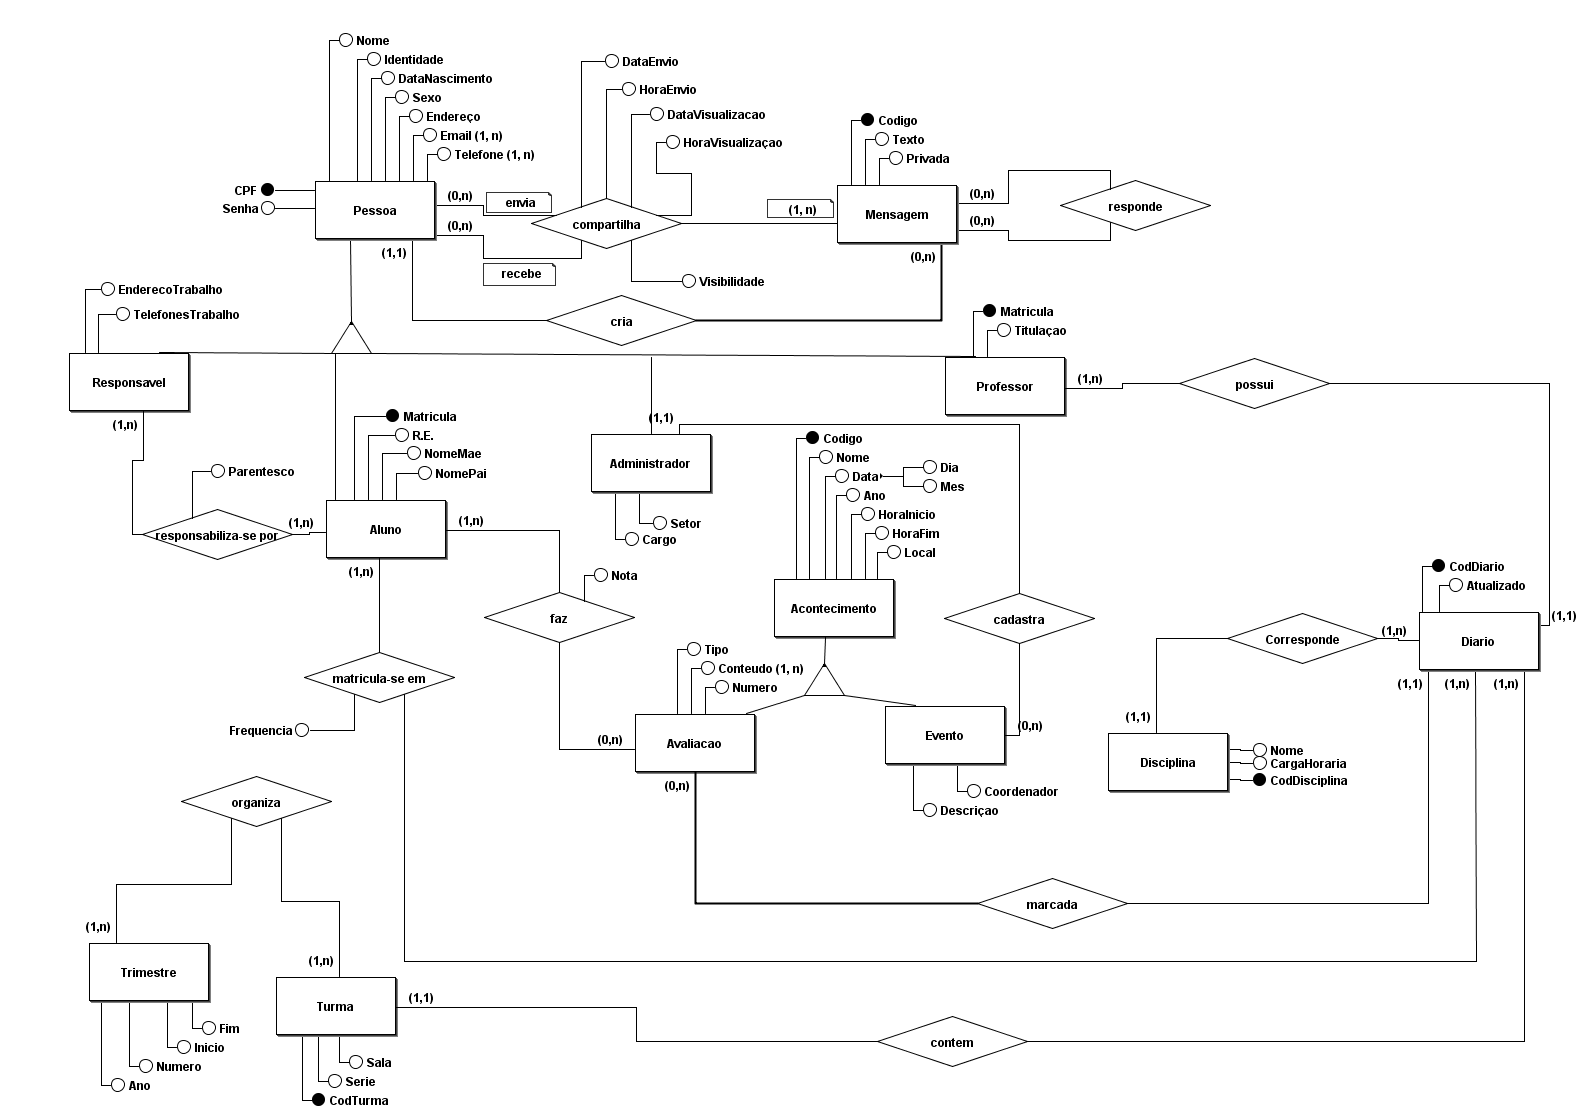 Nome
Identidade
DataNascimento
Sexo
Endereço
Email (1, n)
Telefone (1, n)
CPF
Senha
Pessoa
(0,n)
(0,n)
(1,1)
envia
recebe
compartilha
DataEnvio
HoraEnvio
DataVisualizacao
HoraVisualizaçao
Visibilidade
(1, n)
Codigo
Texto
Privada
Mensagem
(0,n)
(0,n)
(0,n)
responde
cria
EnderecoTrabalho
TelefonesTrabalho
Responsavel
(1,n)
Parentesco
responsabiliza-se por
(1,n)
Matricula
R.E.
NomeMae
NomePai
Aluno
(1,n)
(1,n)
(1,1)
Administrador
Setor
Cargo
Matricula
Titulaçao
Professor
(1,n)
possui
Codigo
Nome
Data
Dia
Mes
Ano
HoraInicio
HoraFim
Local
Acontecimento
cadastra
Nota
faz
Tipo
Conteudo (1, n)
Numero
(0,n)
Avaliacao
(0,n)
Evento
(0,n)
Coordenador
Descriçao
CodDiario
Atualizado
(1,1)
Corresponde
(1,n)
Diario
(1,1)
(1,n)
(1,n)
(1,1)
Disciplina
Nome
CargaHoraria
CodDisciplina
matricula-se em
Frequencia
organiza
marcada
(1,n)
Trimestre
Fim
Inicio
Numero
Ano
(1,n)
Turma
(1,1)
Sala
Serie
CodTurma
contem